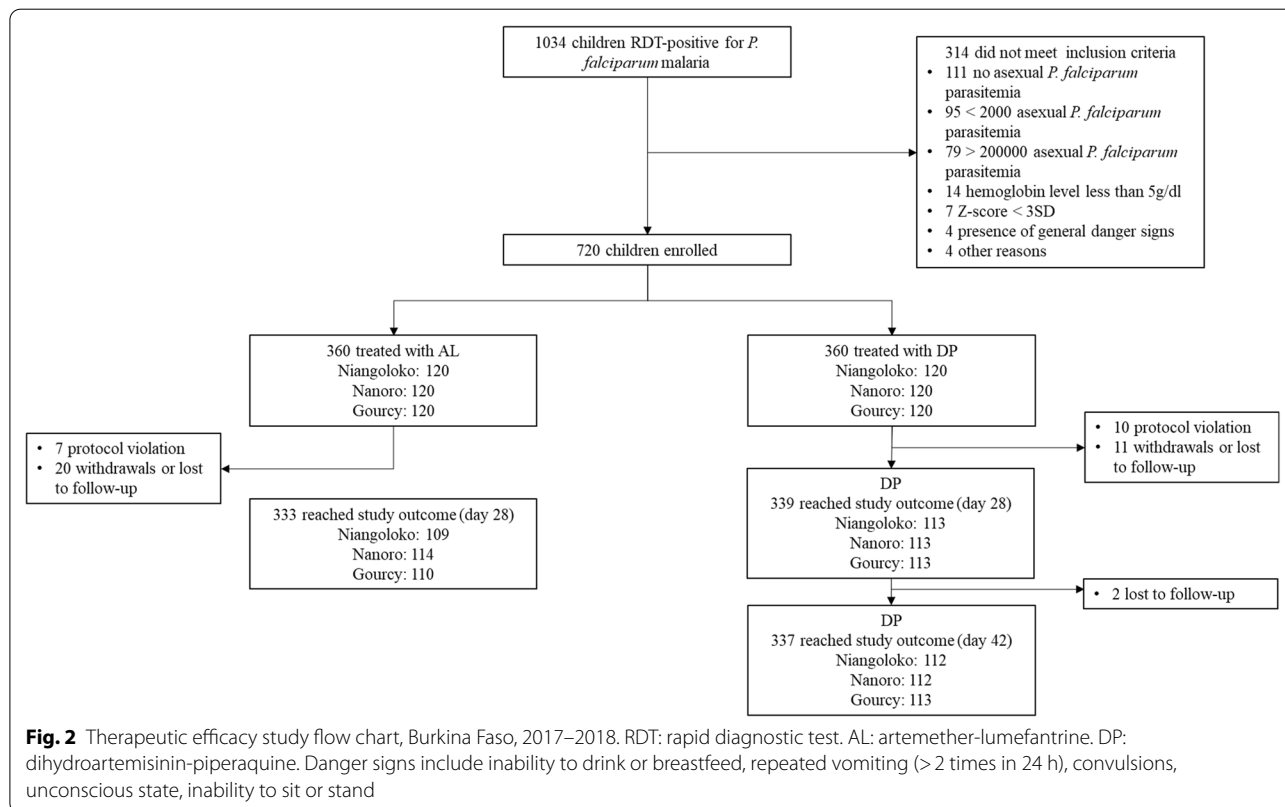 1034 children RDT-positive for P.
falciparum malaria
314 did not meet inclusion criteria
• 111 no asexual P. falciparum
parasitemia
• 95 < 2000 asexual P. falciparum
parasitemia
• 79 > 200000 asexual P. falciparum
parasitemia
• 14 hemoglobin level less than 5g/dl
• 7 Z-score < 3SD
• 4 presence of general danger signs
• 4 other reasons
720 children enrolled
360 treated with AL
Niangoloko: 120
Nanoro: 120
Gourcy: 120
360 treated with DP
Niangoloko: 120
Nanoro: 120
Gourcy: 120
• 7 protocol violation
• 20 withdrawals or lost
to follow-up
• 10 protocol violation
• 11 withdrawals or lost
to follow-up
333 reached study outcome (day 28)
Niangoloko: 109
Nanoro: 114
Gourcy: 110
DP
339 reached study outcome (day 28)
Niangoloko: 113
Nanoro: 113
Gourcy: 113
• 2 lost to follow-up
DP
337 reached study outcome (day 42)
Niangoloko: 112
Nanoro: 112
Gourcy: 113
Fig. 2 Therapeutic efficacy study flow chart, Burkina Faso, 2017–2018. RDT: rapid diagnostic test. AL: artemether-lumefantrine. DP:
dihydroartemisinin-piperaquine. Danger signs include inability to drink or breastfeed, repeated vomiting (> 2 times in 24 h), convulsions,
unconscious state, inability to sit or stand